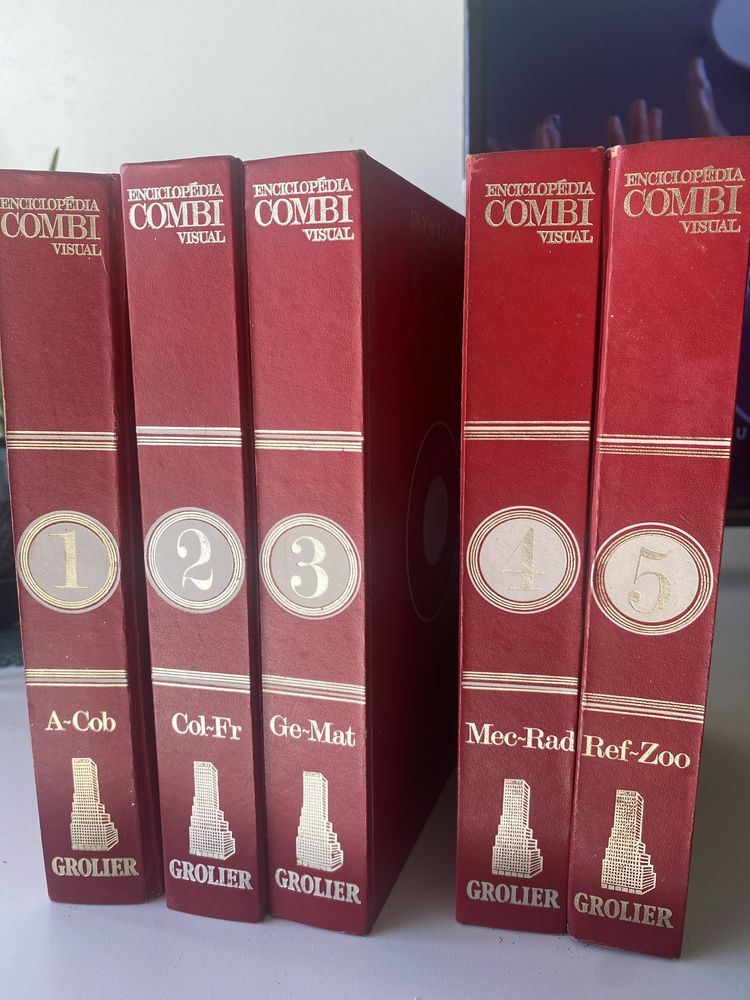 ENCICLOPÉDIA
COMBI
VISUAL
1
A~Cob
GROLIER
ENCICLOPÉDIA
COMBI
VISUAL
2
Col~Fr
GROLIER
ENCICLOPÉDIA
COMBI
VISUAL
3
Ge~Mat
GROLIER
ENCICLOPÉDIA
COMBI
VISUAL
4
Mec~Rad
GROLIER
ENCICLOPÉDIA
COMBI
VISUAL
5
Ref~Zoo
GROLIER